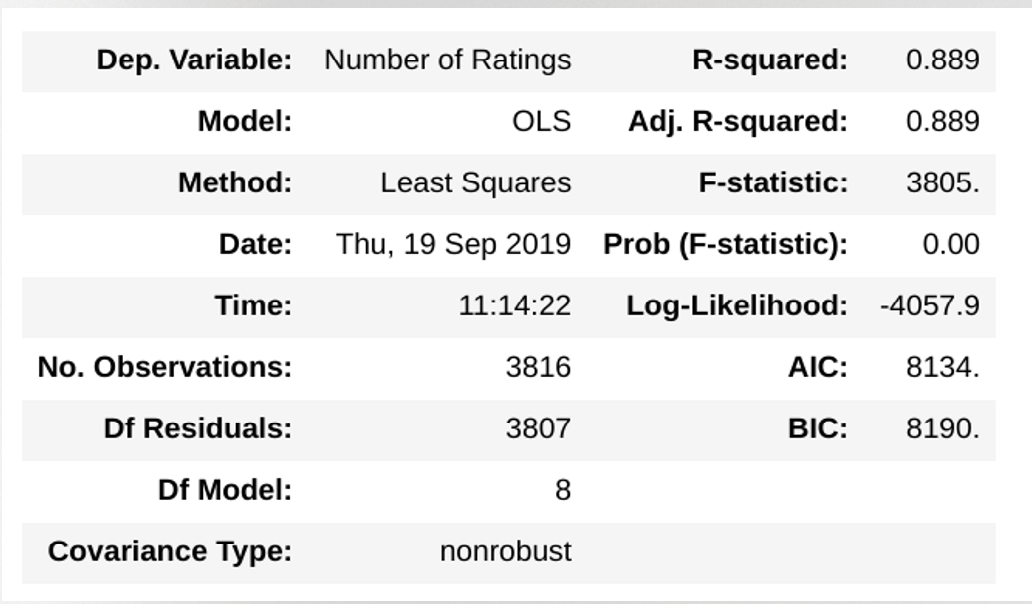 Dep. Variable: Number of Ratings R-squared: 0.889
Model: OLS Adj. R-squared: 0.889
Method: Least Squares F-statistic: 3805.
Date: Thu, 19 Sep 2019 Prob (F-statistic): 0.00
Time: 11:14:22 Log-Likelihood: -4057.9
No. Observations: 3816 AIC: 8134.
Df Residuals: 3807 BIC: 8190.
Df Model: 8
Covariance Type: nonrobust